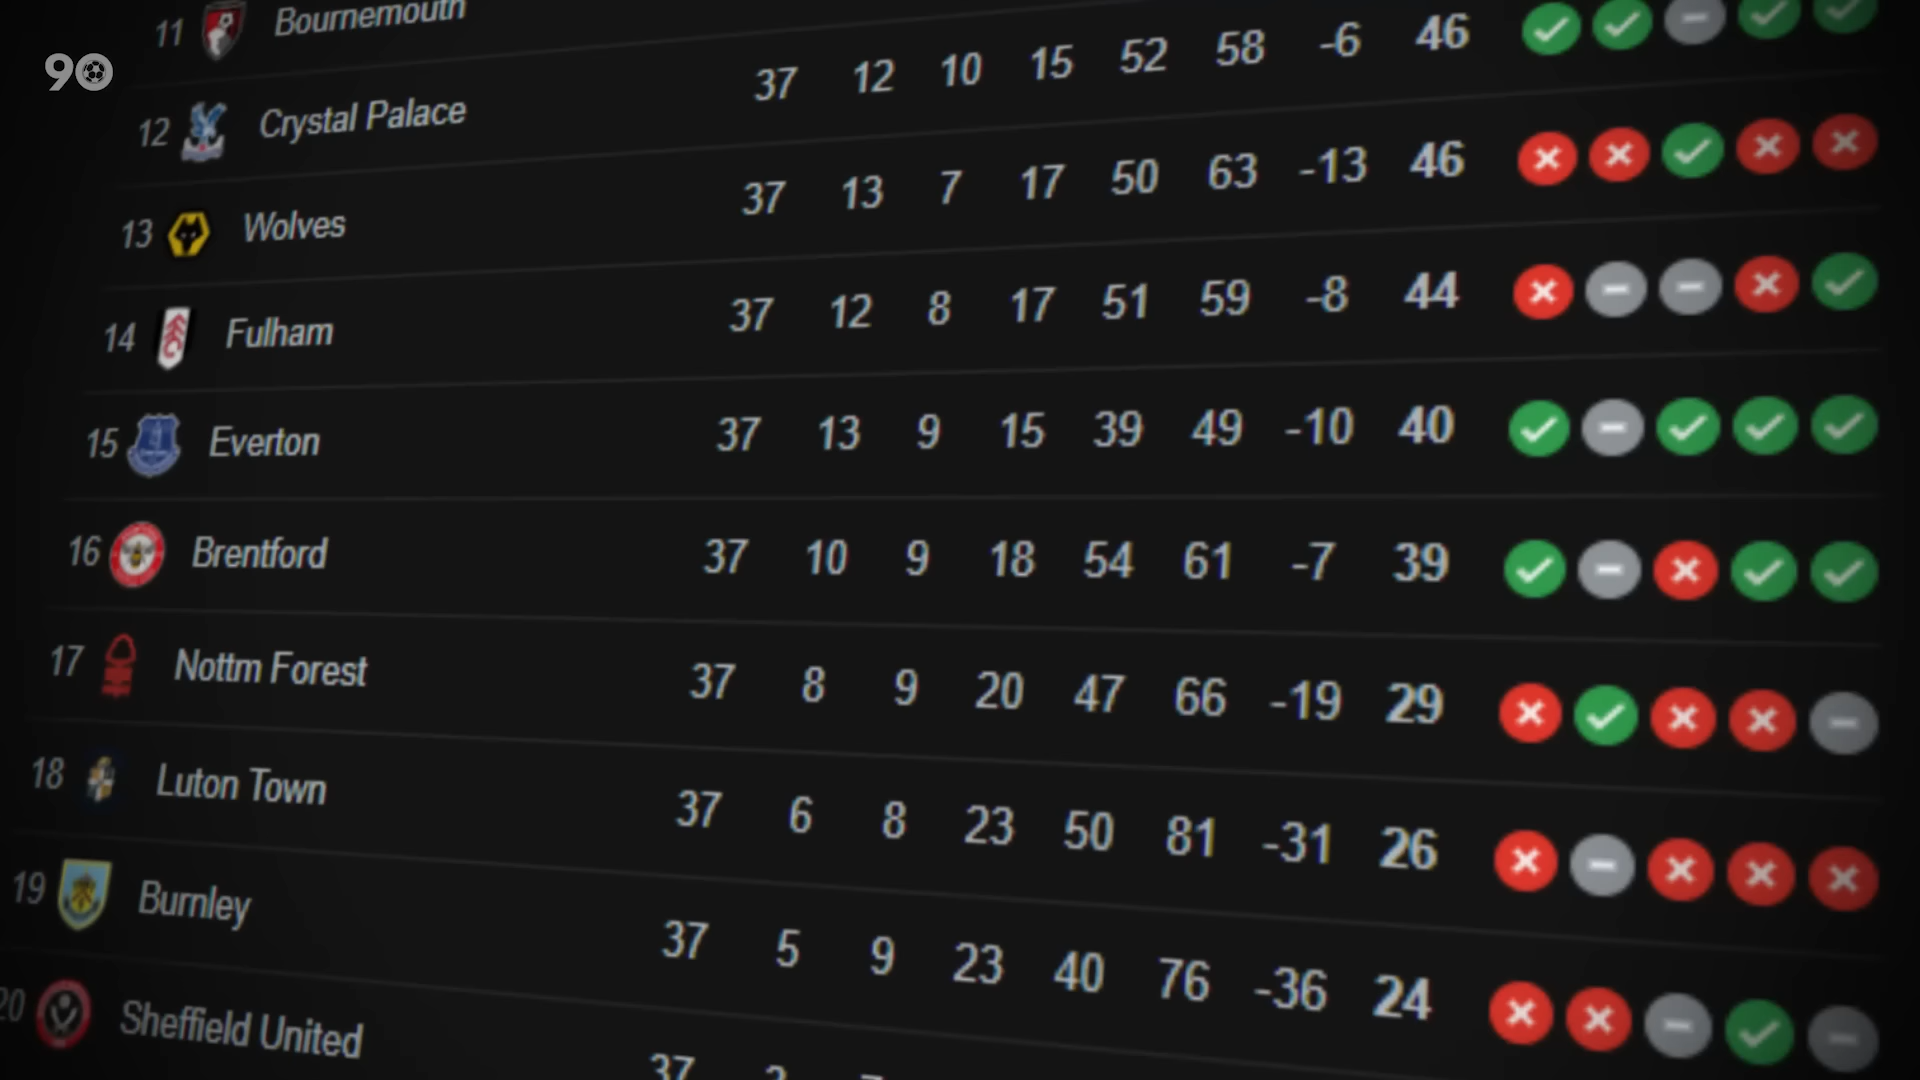 90
11 Bournemouth
12 Crystal Palace 37 12 10 15 52 58 -6 46
13 Wolves 37 13 7 17 50 63 -13 46
14 Fulham 37 12 8 17 51 59 -8 44
15 Everton 37 13 9 15 39 49 -10 40
16 Brentford 37 10 9 18 54 61 -7 39
17 Nottm Forest 37 8 9 20 47 66 -19 29
18 Luton Town 37 6 8 23 50 81 -31 26
19 Burnley 37 5 9 23 40 76 -36 24
20 Sheffield United 37